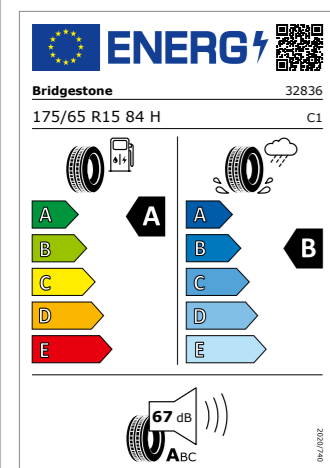 ENERG
Bridgestone 32836
175/65 R15 84 H C1
A A A
B B B
C C
D D
E E
67 dB
ABC
2020/740